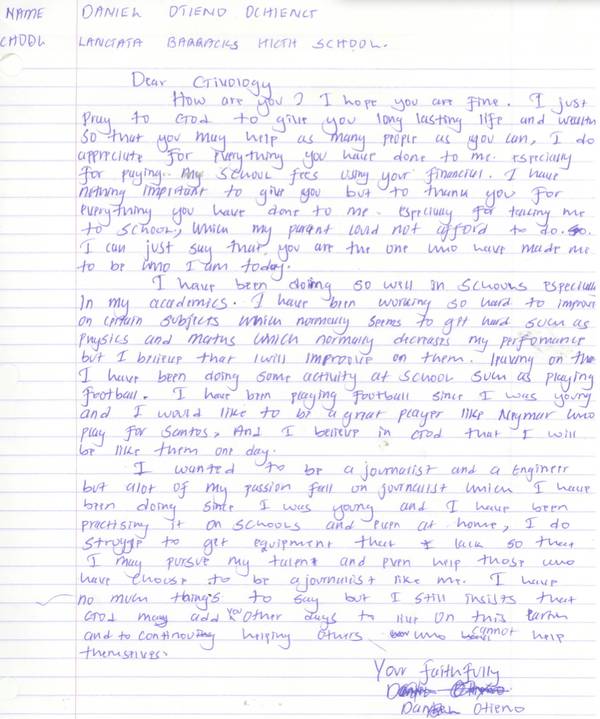 NAME DANIEL OTIENO OCHIENG
CHOOL LANGTATA BARRACKS HIGH SCHOOL.
Dear Givology
How are you? I hope you are fine. I just
pray to God to give you long lasting life and wealth
so that you may help as many people as you can, I do
appreciate for everything you have done to me. especially
for paying. my school fees using your financial. I have
nothing important to give you but to thank you for
everything you have done to me. especially for taking me
to school, which my parent could not afford to do.
I can just say that you are the one who have made me
to be who I am today.
I have been doing so well in schools especially
In my academics. I have been working so hard to improve
on certain subjects which normally seems to get hard such as
physics and maths which normally decreases my perfomance
but I believe that I will improve on them. leaving on that
I have been doing some activity at school such as playing
football. I have been playing football since I was young
and I would like to be a great player like Neymar who
play for Santos, And I believe in God that I will
be like them one day.
I wanted to be a journalist and a Engineer
but alot of my passion fall on journalist which I have
been doing since I was young and I have been
practising it on schools and even at home, I do
struggle to get equipment that I lack so that
I may pursue my talent and even help those who
have choose to be a journalist like me. I have
no much things to say but I still insists that
God may add you other days to live on this Earth
and to continouing helping others who cannot help
themselves.
Your faithfully
Daniel Otieno